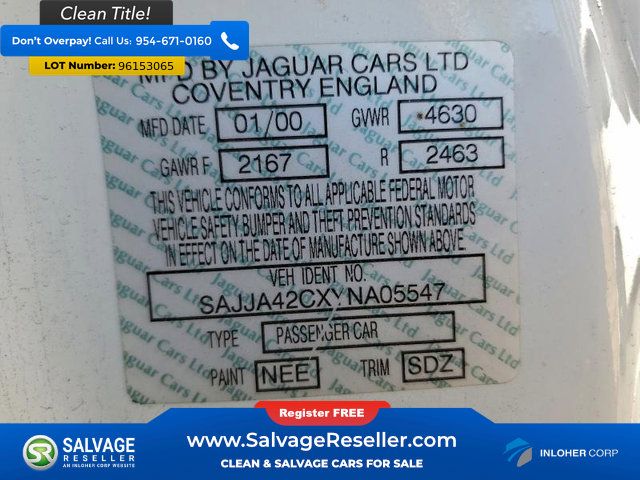 Clean Title!
Don't Overpay! Call Us: 954-671-0160
LOT Number: 96153065
MFD BY JAGUAR CARS LTD
COVENTRY ENGLAND
MFD DATE 01/00 GVWR *4630
GAWR F 2167 R 2463
THIS VEHICLE CONFORMS TO ALL APPLICABLE FEDERAL MOTOR
VEHICLE SAFETY BUMPER AND THEFT PREVENTION STANDARDS
IN EFFECT ON THE DATE OF MANUFACTURE SHOWN ABOVE.
VEH IDENT NO.
SAJJA42CXYNA05547
TYPE PASSENGER CAR
PAINT NEE TRIM SDZ
Jaguar Cars Ltd
Register FREE
SR SALVAGE RESELLER
AN INLOHER CORP WEBSITE
www.SalvageReseller.com
CLEAN & SALVAGE CARS FOR SALE
INLOHER CORP